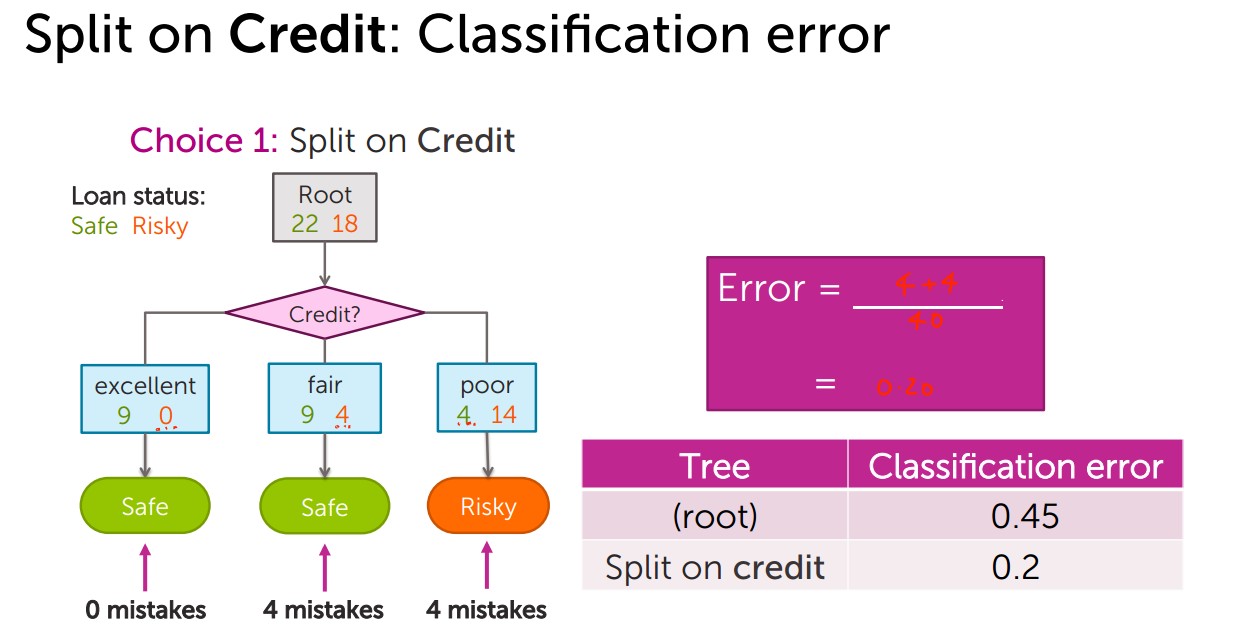 Split on Credit: Classification error
Choice 1: Split on Credit
Loan status:
Safe Risky
Root
22 18
Credit?
excellent
9 0
fair
9 4
poor
4 14
Safe
Safe
Risky
0 mistakes
4 mistakes
4 mistakes
Error = 4+4
40
= 0.20
Tree Classification error
(root) 0.45
Split on credit 0.2